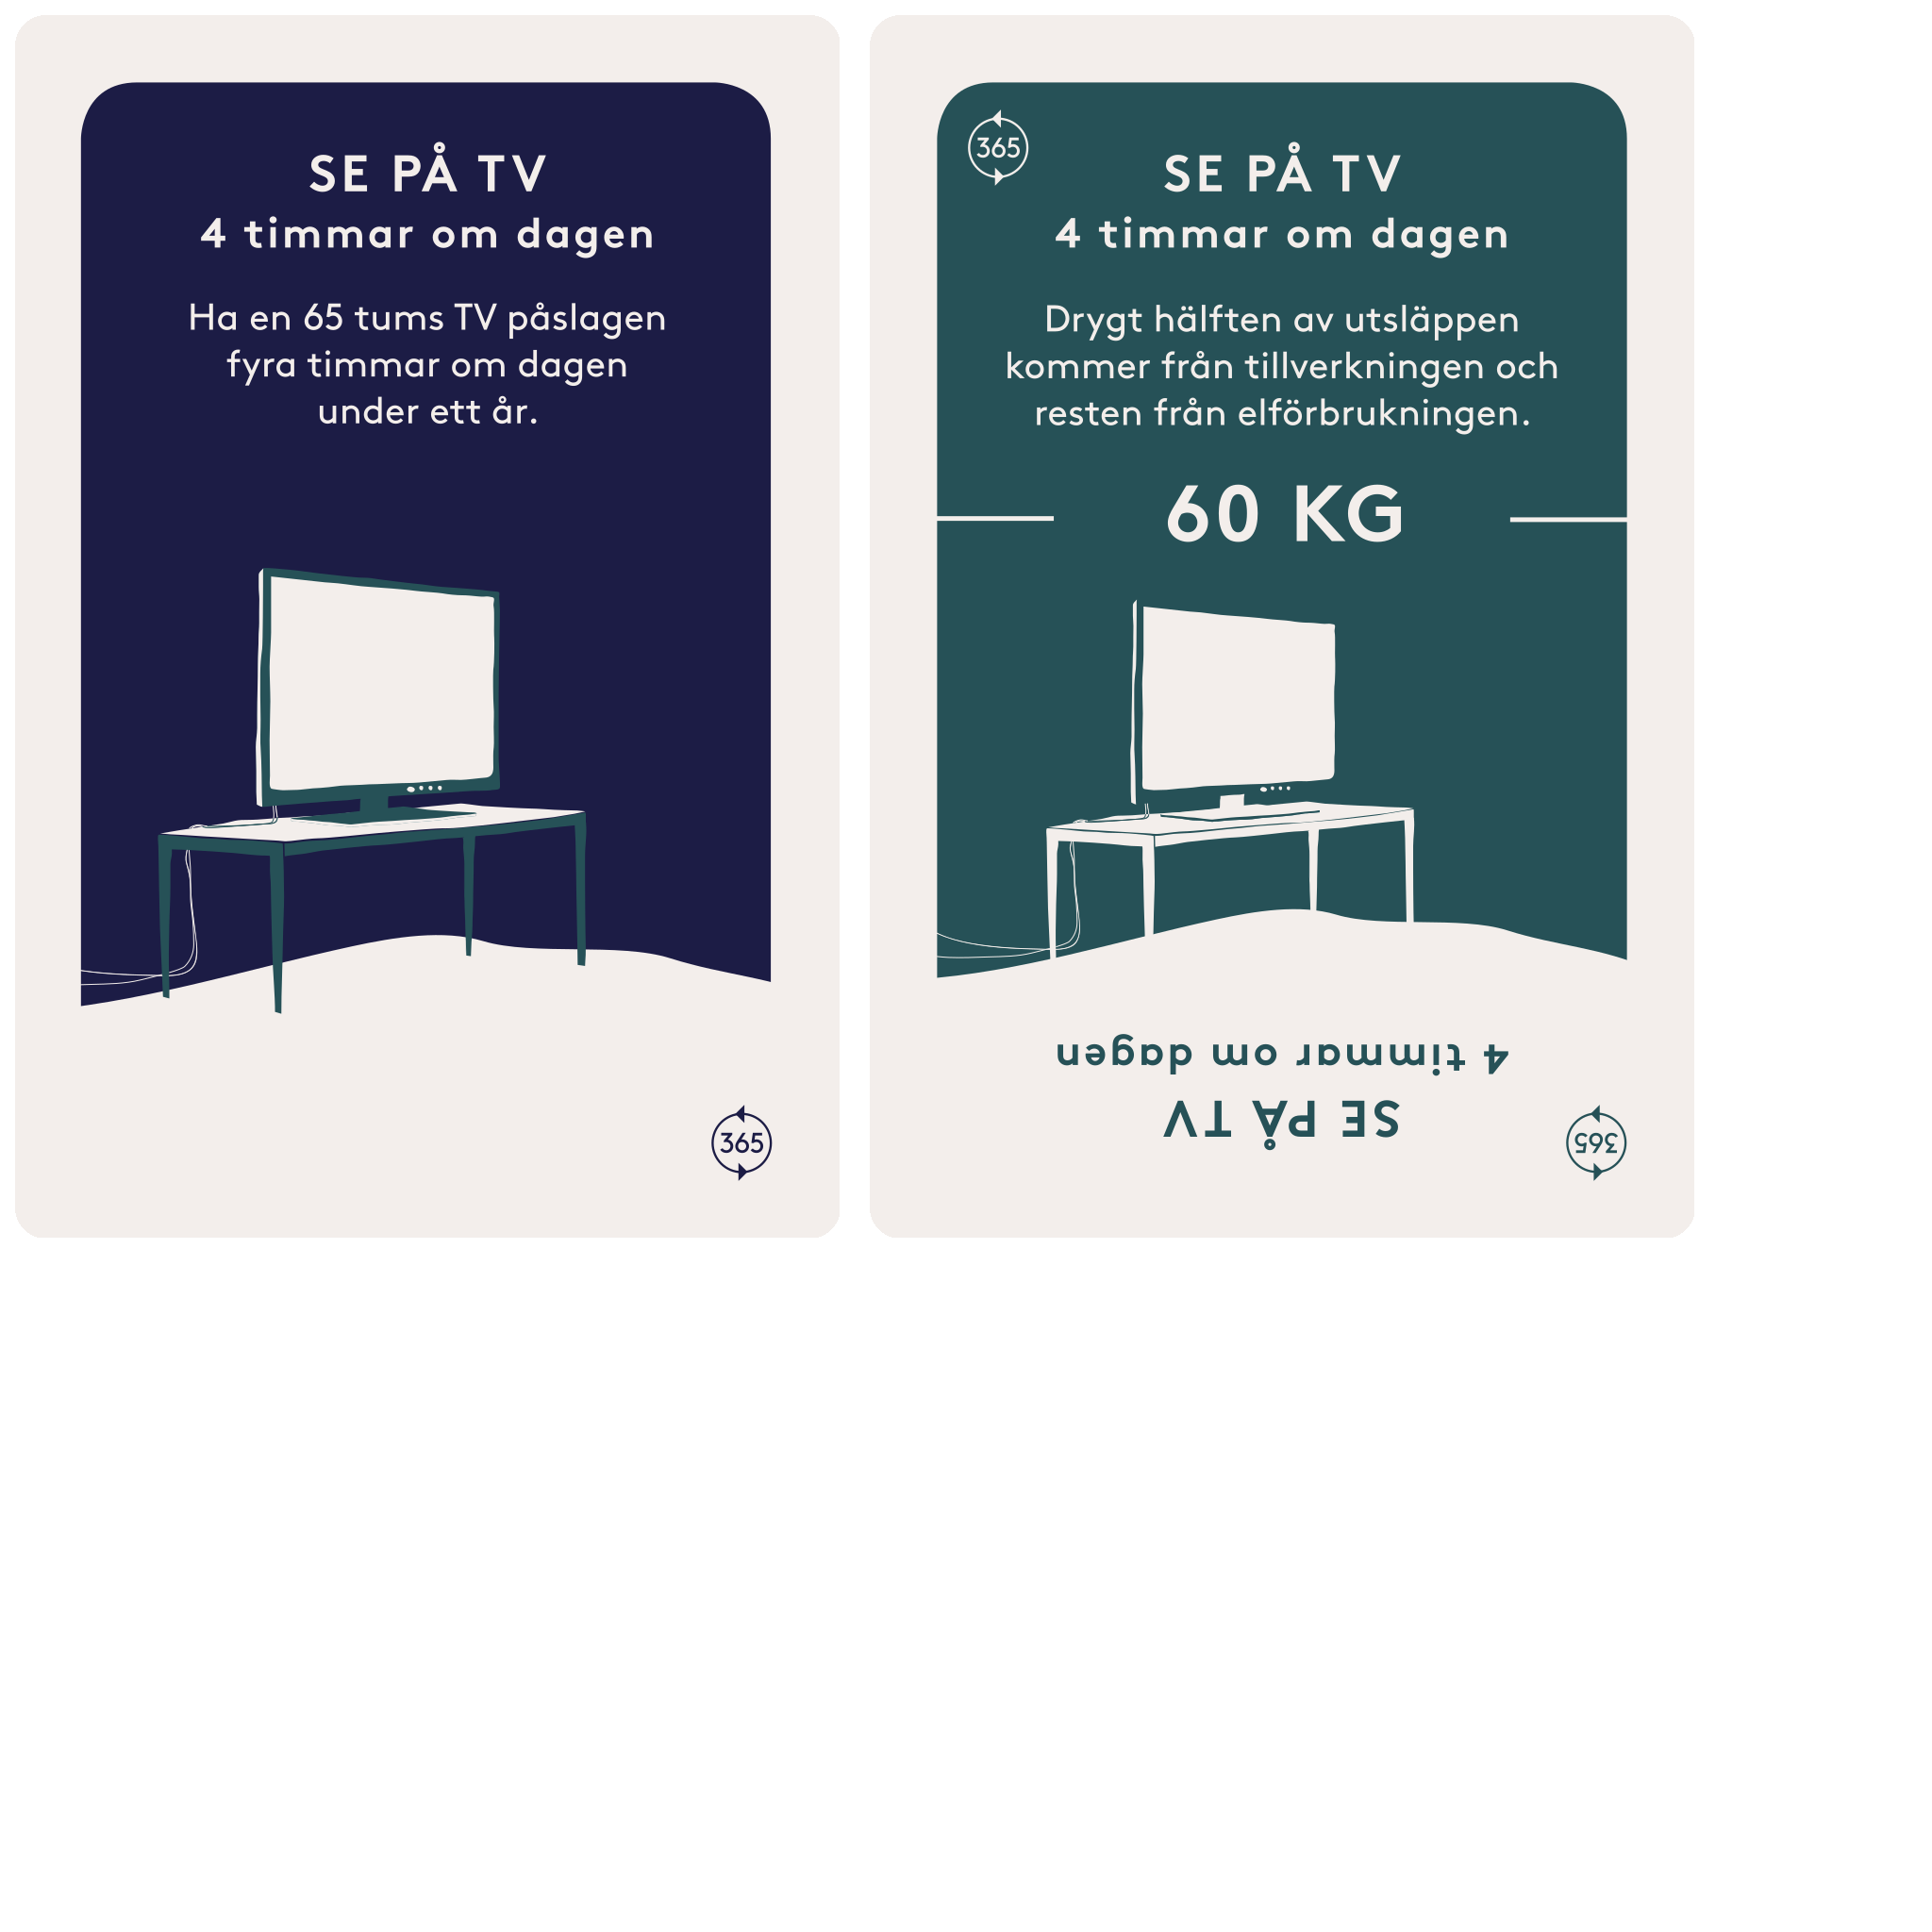 SE PÅ TV
4 timmar om dagen
Ha en 65 tums TV påslagen
fyra timmar om dagen
under ett år.
365
365
SE PÅ TV
4 timmar om dagen
Drygt hälften av utsläppen
kommer från tillverkningen och
resten från elförbrukningen.
60 KG
SE PÅ TV
4 timmar om dagen
365